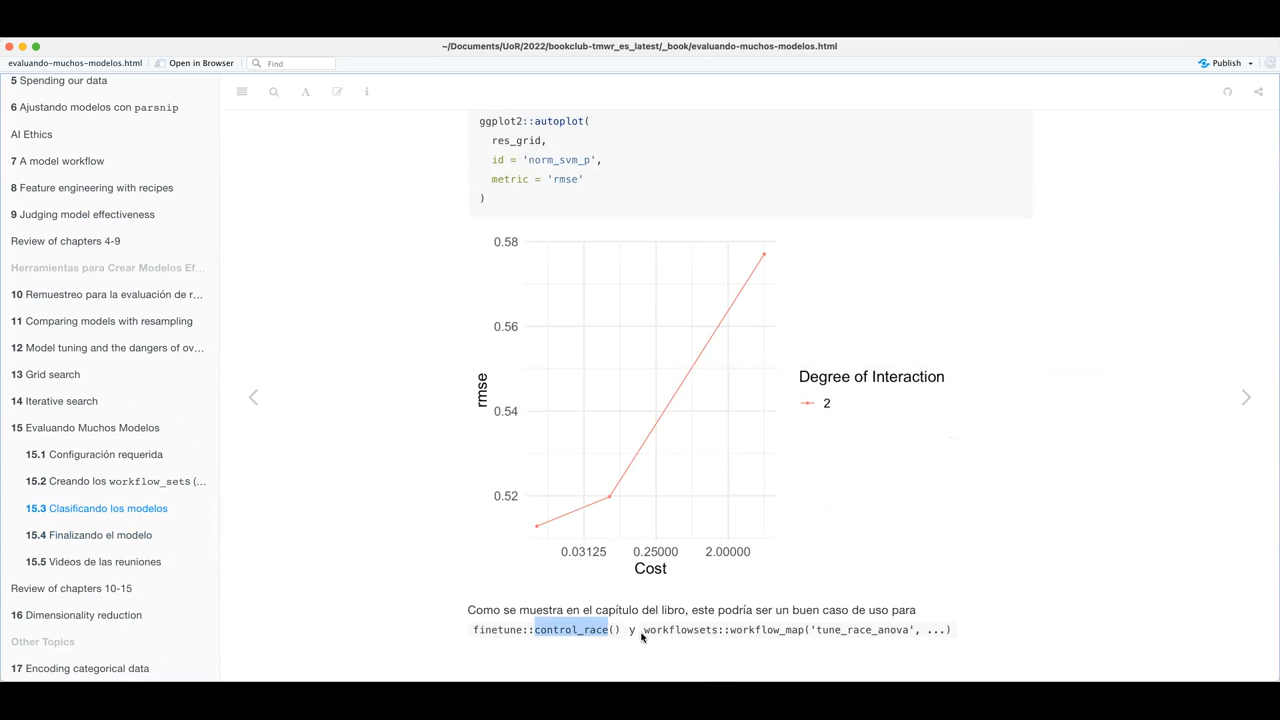 ~/Documents/UoR/2022/bookclub-tmwr_es_latest/_book/evaluando-muchos-modelos.html
evaluando-muchos-modelos.html
Open in Browser
Find
Publish
5 Spending our data
6 Ajustando modelos con parsnip
AI Ethics
7 A model workflow
8 Feature engineering with recipes
9 Judging model effectiveness
Review of chapters 4-9
Herramientas para Crear Modelos Ef...
10 Remuestreo para la evaluación de r...
11 Comparing models with resampling
12 Model tuning and the dangers of ov...
13 Grid search
14 Iterative search
15 Evaluando Muchos Modelos
15.1 Configuración requerida
15.2 Creando los workflow_sets (...
15.3 Clasificando los modelos
15.4 Finalizando el modelo
15.5 Videos de las reuniones
Review of chapters 10-15
16 Dimensionality reduction
Other Topics
17 Encoding categorical data
ggplot2::autoplot(
res_grid,
id = 'norm_svm_p',
metric = 'rmse'
)
0.58
0.56
0.54
0.52
rmse
0.03125 0.25000 2.00000
Cost
Degree of Interaction
2
Como se muestra en el capítulo del libro, este podría ser un buen caso de uso para
finetune::control_race() y workflowsets::workflow_map('tune_race_anova', ...)